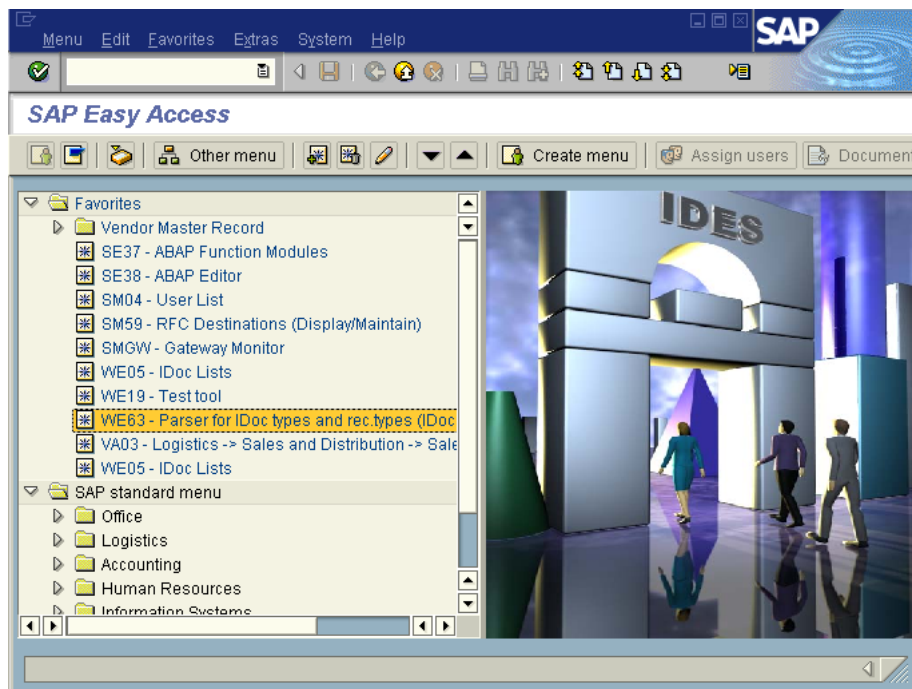 Menu Edit Favorites Extras System Help
SAP
SAP Easy Access
Other menu Create menu Assign users Document
Favorites
Vendor Master Record
SE37 - ABAP Function Modules
SE38 - ABAP Editor
SM04 - User List
SM59 - RFC Destinations (Display/Maintain)
SMGW - Gateway Monitor
WE05 - IDoc Lists
WE19 - Test tool
WE63 - Parser for IDoc types and rec.types (IDoc
VA03 - Logistics -> Sales and Distribution -> Sale
WE05 - IDoc Lists
SAP standard menu
Office
Logistics
Accounting
Human Resources
Information Systems
IDES